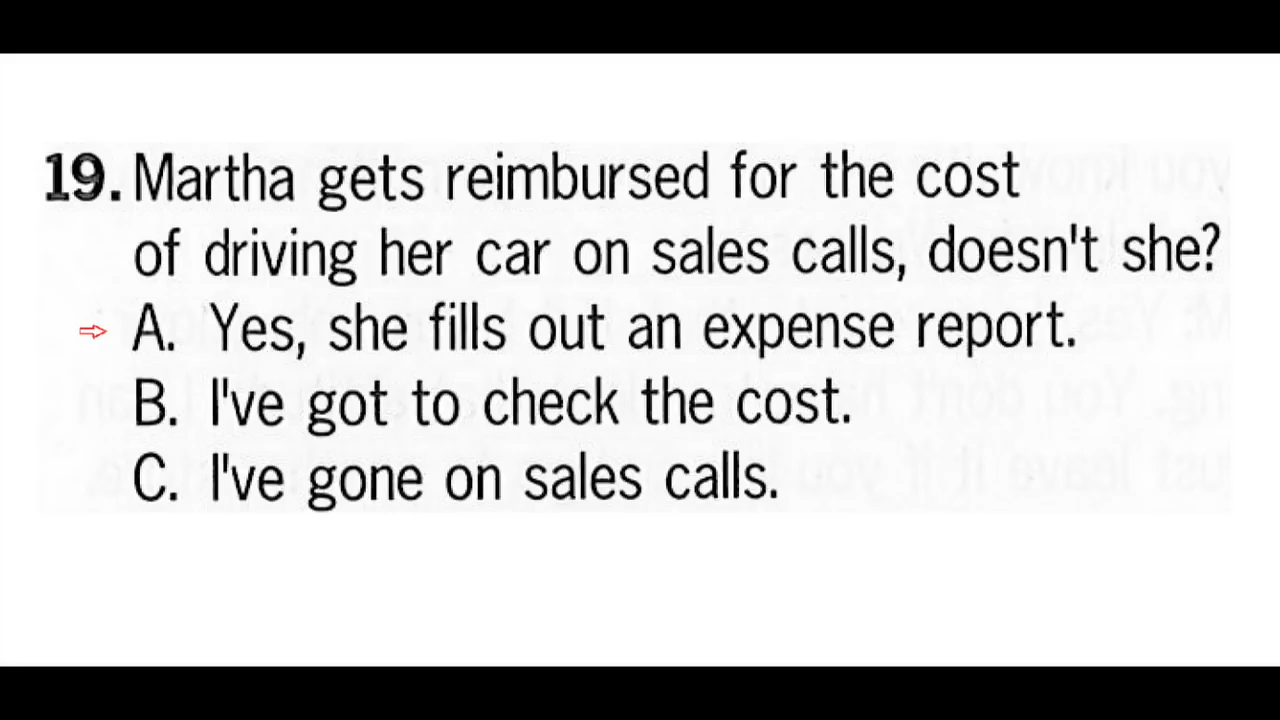 19. Martha gets reimbursed for the cost
of driving her car on sales calls, doesn't she?
A. Yes, she fills out an expense report.
B. I've got to check the cost.
C. I've gone on sales calls.